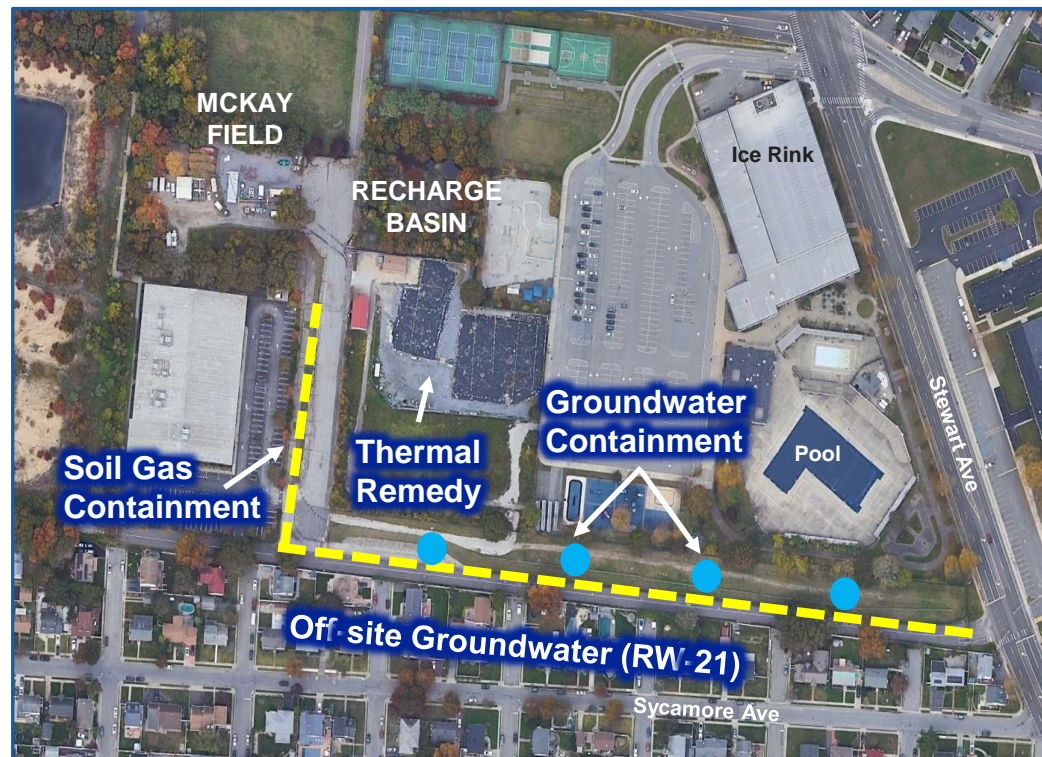 MCKAY
FIELD
RECHARGE
BASIN
Ice Rink
Groundwater
Containment
Stewart Ave
Thermal
Remedy
Pool
Soil Gas
Containment
Off-site Groundwater (RW-21)
Sycamore Ave